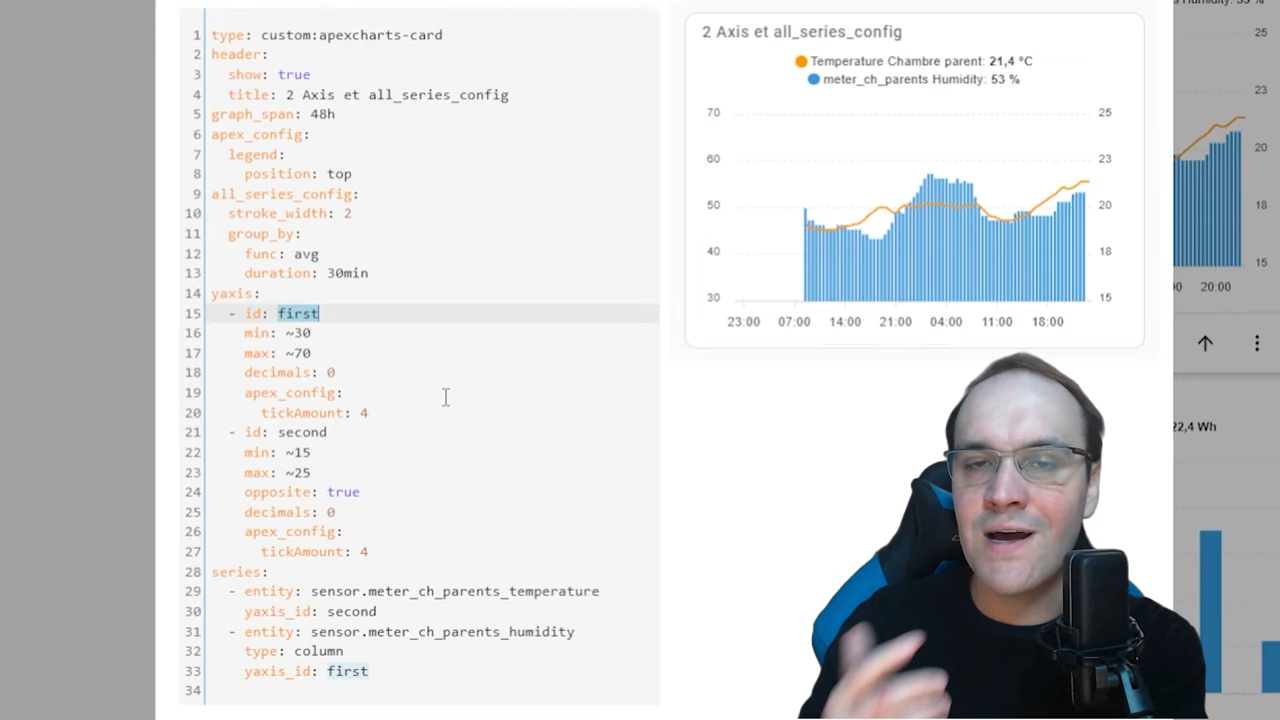 1 type: custom:apexcharts-card
2 header:
3 show: true
4 title: 2 Axis et all_series_config
5 graph_span: 48h
6 apex_config:
7 legend:
8 position: top
9 all_series_config:
10 stroke_width: 2
11 group_by:
12 func: avg
13 duration: 30min
14 yaxis:
15 - id: first
16 min: ~30
17 max: ~70
18 decimals: 0
19 apex_config:
20 tickAmount: 4
21 - id: second
22 min: ~15
23 max: ~25
24 opposite: true
25 decimals: 0
26 apex_config:
27 tickAmount: 4
28 series:
29 - entity: sensor.meter_ch_parents_temperature
30 yaxis_id: second
31 - entity: sensor.meter_ch_parents_humidity
32 type: column
33 yaxis_id: first
34
2 Axis et all_series_config
Temperature Chambre parent: 21,4 °C
meter_ch_parents Humidity: 53 %
70 25
60 23
50 20
40 18
30 15
23:00 07:00 14:00 21:00 04:00 11:00 18:00
25
23
20
18
15
20:00
22,4 Wh